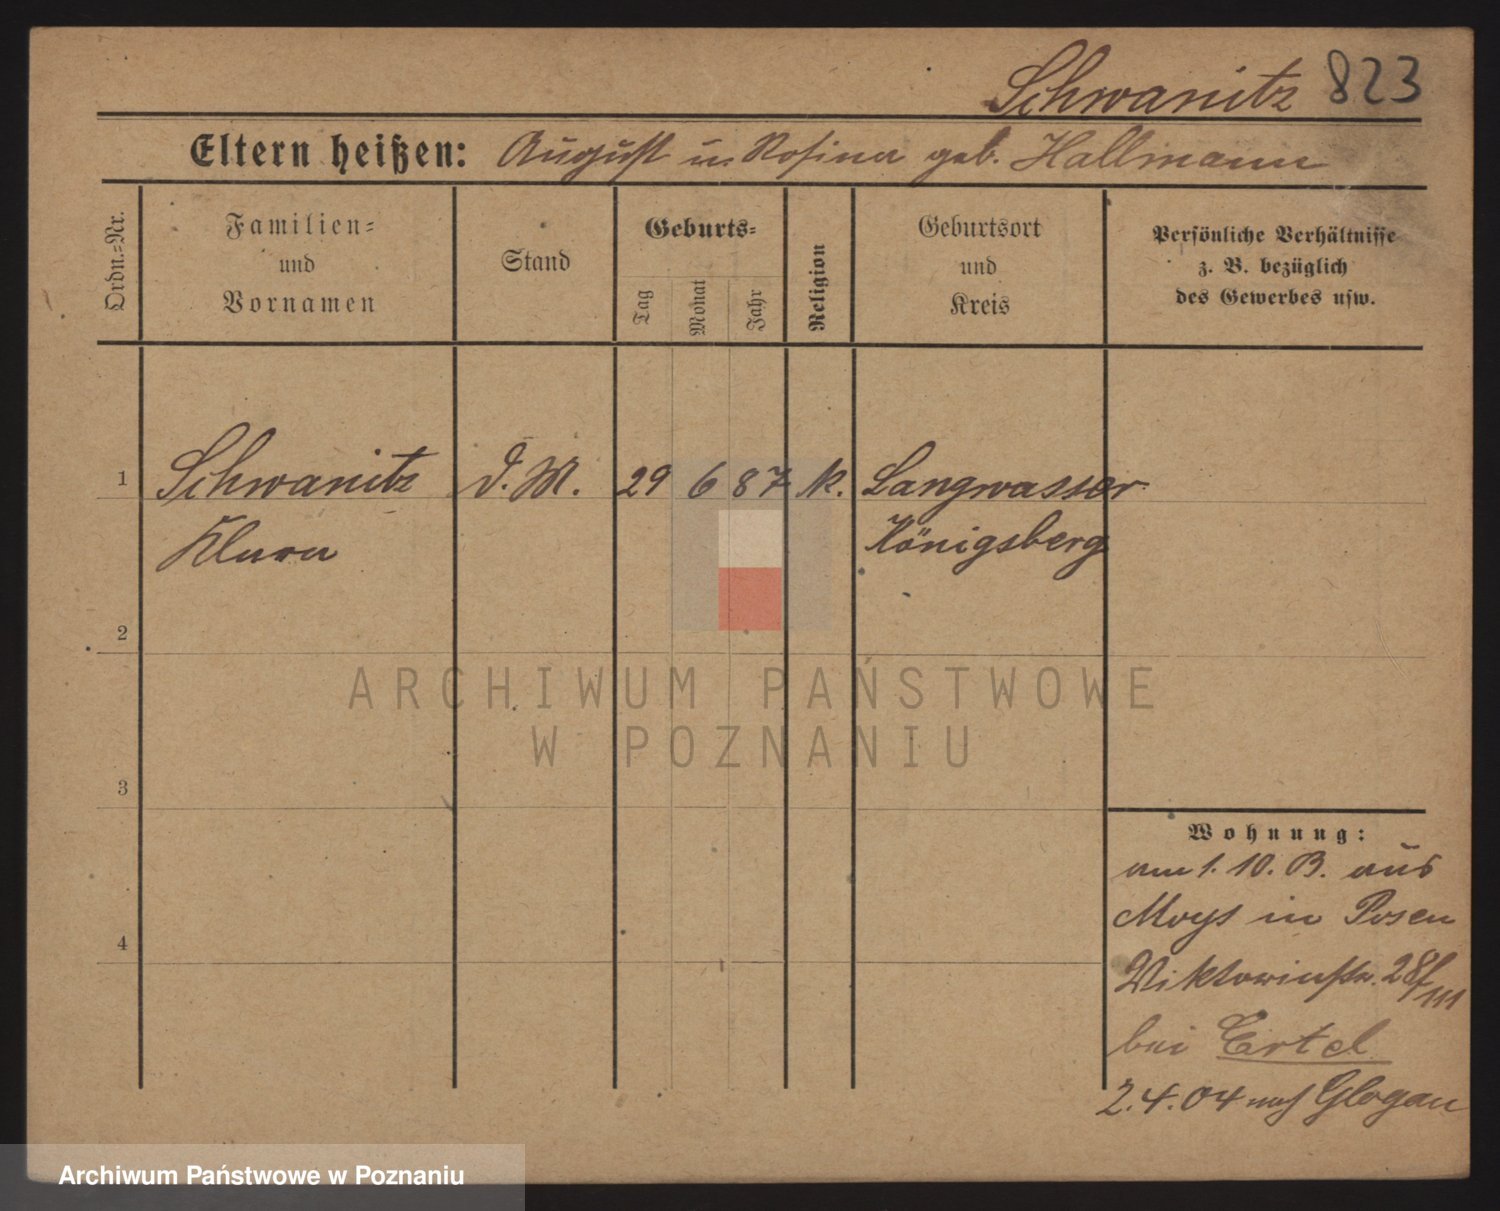 Schwanitz 823
Eltern heißen: August u. Rosina geb. Hallmann
Ordn.=Nr.
Familien=
und
Vornamen
Stand
Geburts=
Tag
Monat
Jahr
Religion
Geburtsort
und
Kreis
Persönliche Verhältnisse
z. B. bezüglich
des Gewerbes usw.
1 Schwanitz D. M. 29 6 87 K. Langwasser
Klara Königsberg
2
ARCHIWUM PAŃSTWOWE
W POZNANIU
3
Wohnung:
am 1. 10. 03. aus
Moys in Posen
4
Viktoriastr. 28/III
bei Ertel
2.4.04 nach Glogau
Archiwum Państwowe w Poznaniu